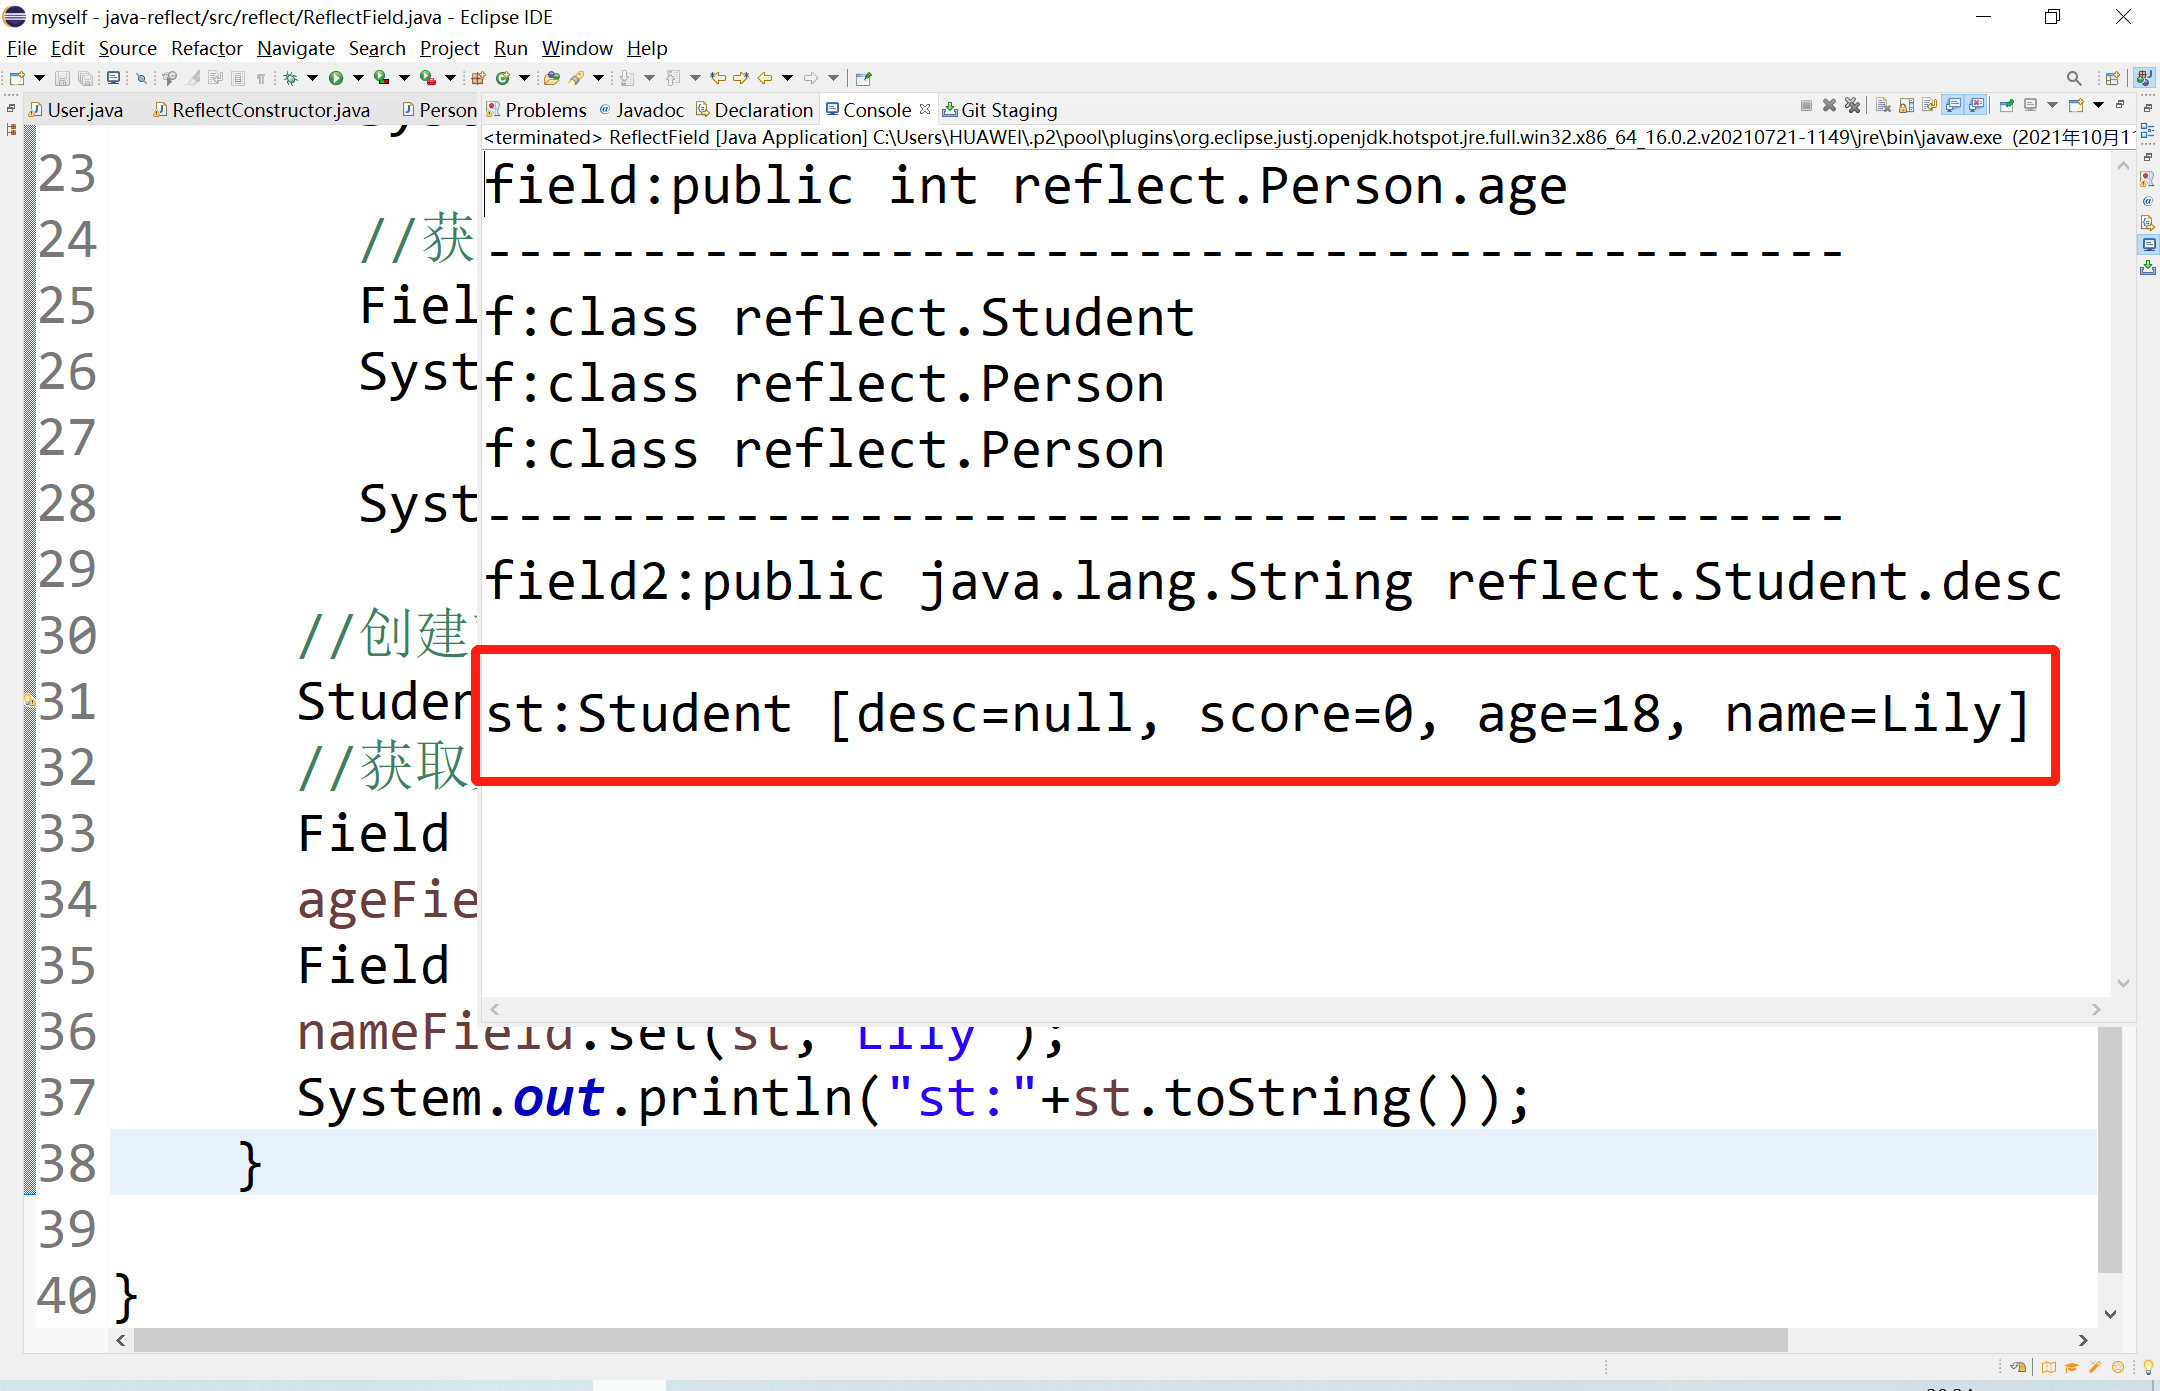 myself - java-reflect/src/reflect/ReflectField.java - Eclipse IDE
File Edit Source Refactor Navigate Search Project Run Window Help
User.java ReflectConstructor.java Person Problems Javadoc Declaration Console Git Staging
<terminated> ReflectField [Java Application] C:\Users\HUAWEI\.p2\pool\plugins\org.eclipse.justj.openjdk.hotspot.jre.full.win32.x86_64_16.0.2.v20210721-1149\jre\bin\javaw.exe (2021年10月1
field:public int reflect.Person.age
--------------------------------------------
f:class reflect.Student
f:class reflect.Person
f:class reflect.Person
--------------------------------------------
field2:public java.lang.String reflect.Student.desc
st:Student [desc=null, score=0, age=18, name=Lily]
23
24 //获
25 Fiel
26 Syst
27
28 Syst
29
30 //创建
31 Studen
32 //获取
33 Field
34 ageFie
35 Field
36 nameField.set(st, "Lily");
37 System.out.println("st:"+st.toString());
38 }
39
40 }